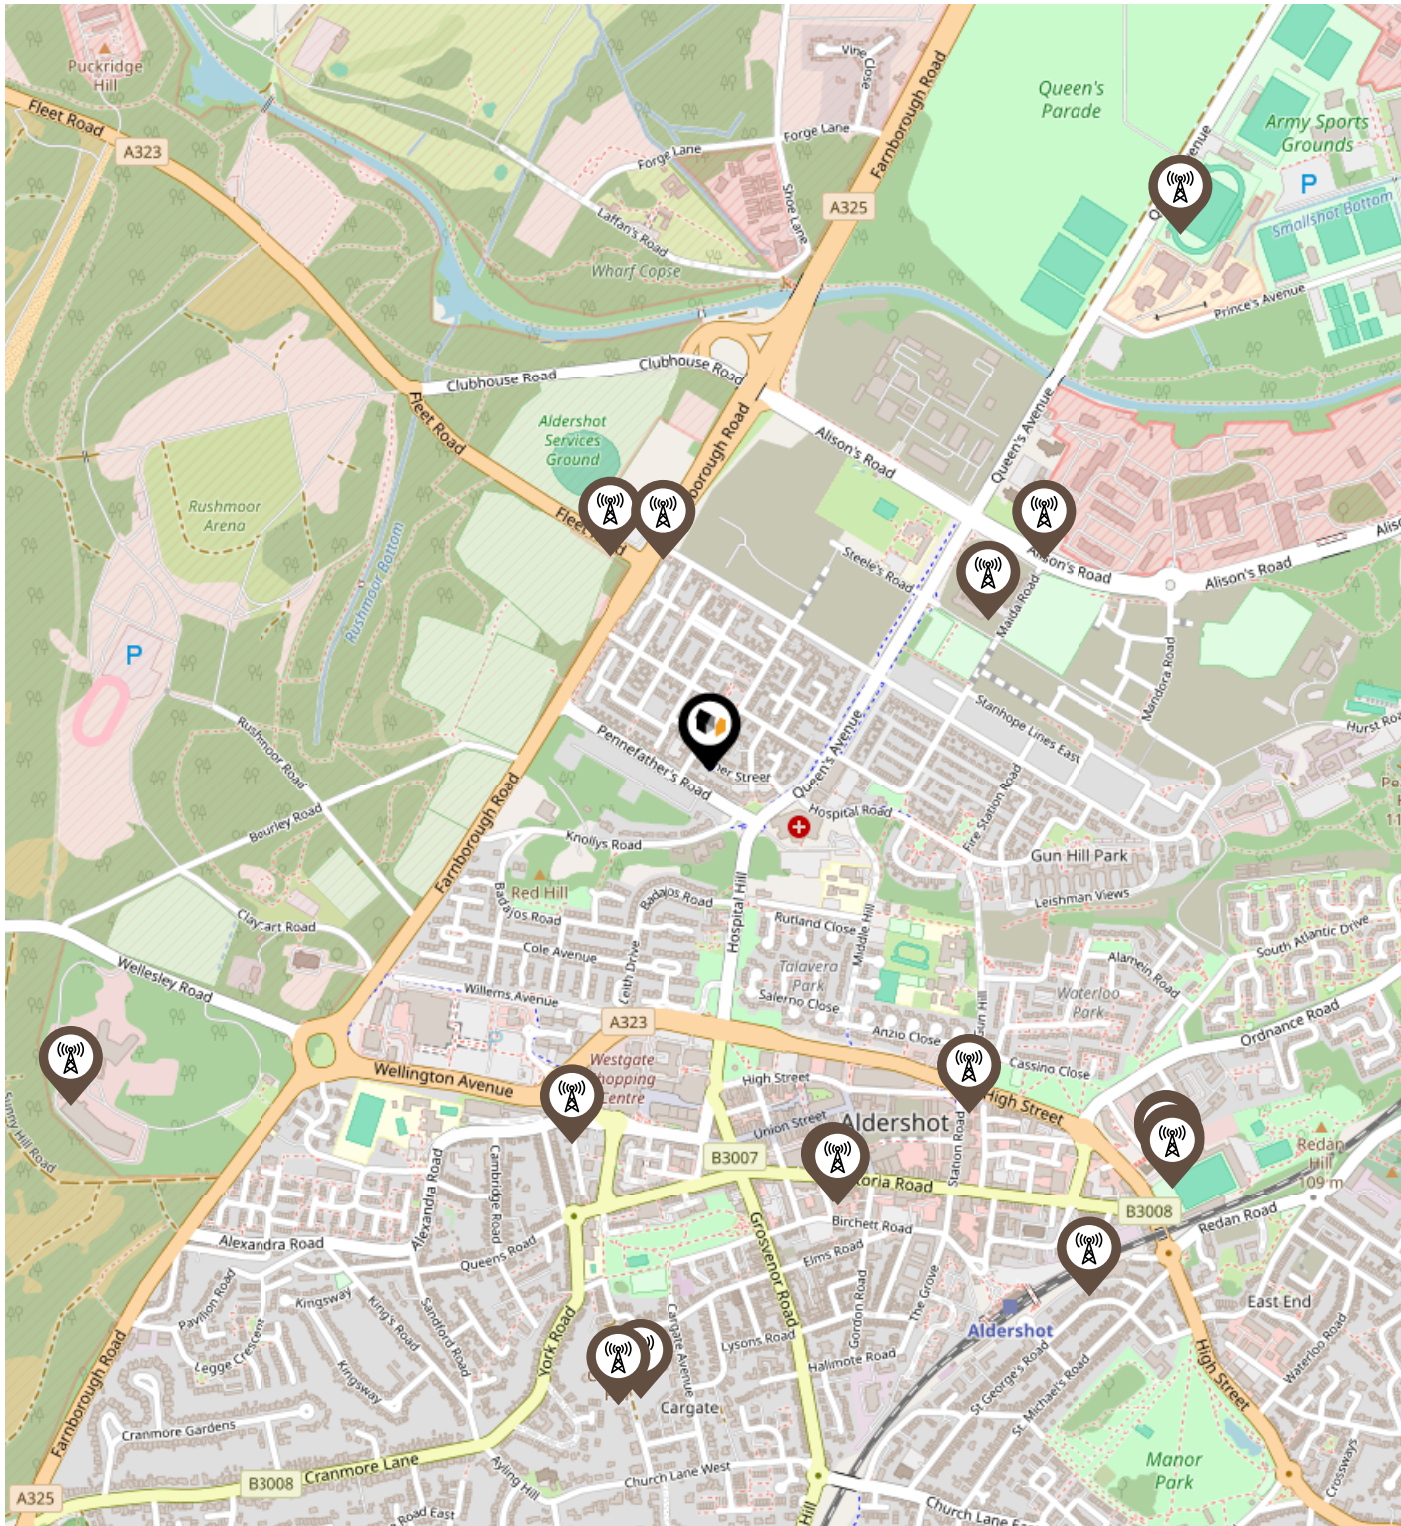 Puckridge
Hill
Fleet Road
A323
Vine Close
Forge Lane
Forge Lane
Farnborough Road
Queen's
Parade
Army Sports
Grounds
P
Smallshot Bottom
Laffan's Road
Shoe Lane
A325
Wharf Copse
Prince's Avenue
Clubhouse Road
Clubhouse Road
Fleet Road
Aldershot
Services
Ground
Alison's Road
Queen's Avenue
Rushmoor
Arena
Rushmoor Bottom
Steele's Road
Alison's Road
Alison's Road
Maida Road
P
Mandora Road
Stanhope Lines East
Hurst Road
Rushmoor Road
Pennefather's Road
Queen's Avenue
Hospital Road
Fire Station Road
Bourley Road
Farnborough Road
Knollys Road
Gun Hill Park
Red Hill
Badajos Road
Badajos Road
Leishman Views
Hospital Hill
Rutland Close
Middle Hill
Claycart Road
Cole Avenue
Leith Drive
Talavera
Park
South Atlantic Drive
Alamein Road
Wellesley Road
Willems Avenue
Salerno Close
Waterloo
Park
Gun Hill
A323
Anzio Close
Ordnance Road
Westgate
Shopping
Centre
Cassino Close
Wellington Avenue
High Street
High Street
Sunny Hill Road
Union Street
Aldershot
Station Road
Redan
Hill
109 m
Alexandra Road
Cambridge Road
B3007
B3008
Birchett Road
Redan Road
Alexandra Road
Queens Road
Grosvenor Road
Elms Road
Gordon Road
The Grove
Pavilion Road
Kingsway
King's Road
Sandford Road
East End
Aldershot
Legge Crescent
York Road
Cargate Avenue
Lysons Road
Halimote Road
St George's Road
St. Michael's Road
High Street
Waterloo Road
Kingsway
Farnborough Road
Cargate
Cranmore Gardens
Manor
Park
B3008
Cranmore Lane
Ayling Hill
Church Lane West
Crossways
A325
Road East
Hill
Church Lane